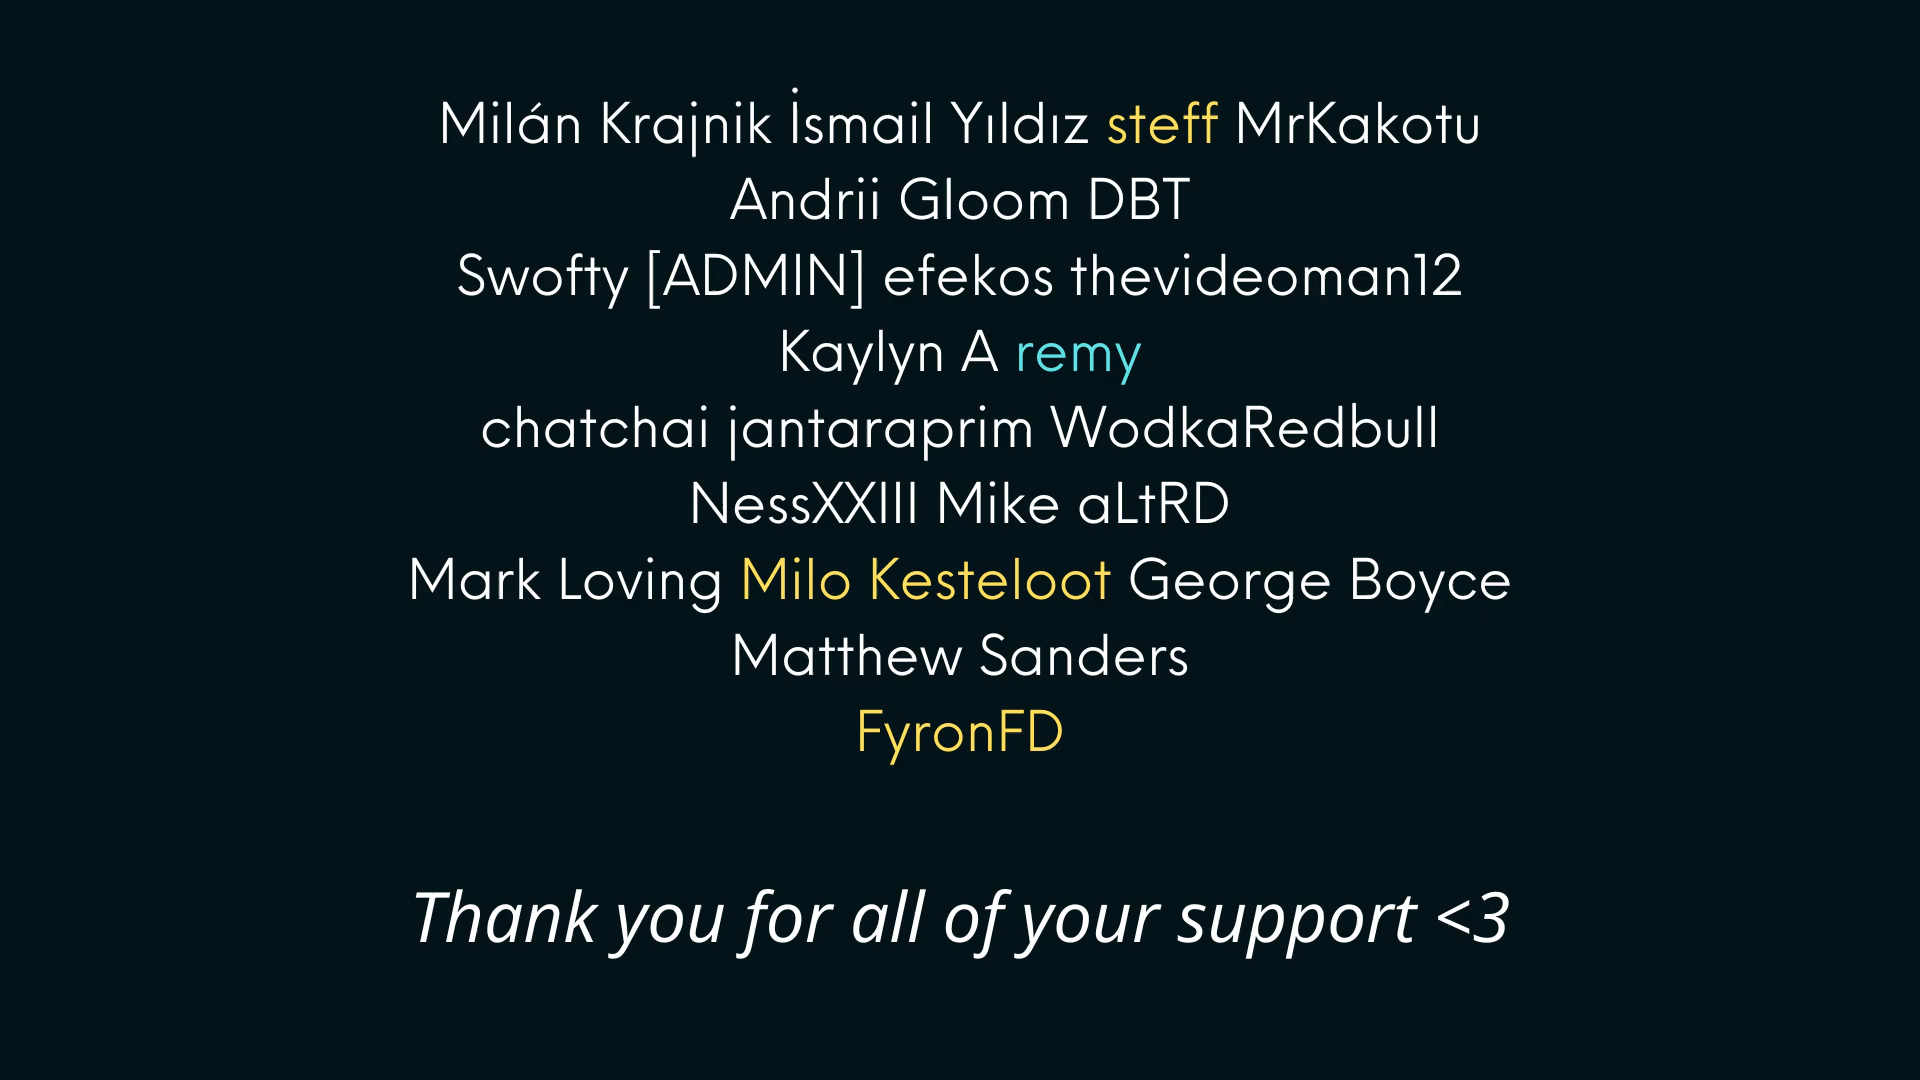 Milán Krajnik İsmail Yıldız steff MrKakotu
Andrii Gloom DBT
Swofty [ADMIN] efekos thevideoman12
Kaylyn A remy
chatchai jantaraprim WodkaRedbull
NessXXIII Mike aLtRD
Mark Loving Milo Kesteloot George Boyce
Matthew Sanders
FyronFD
Thank you for all of your support <3